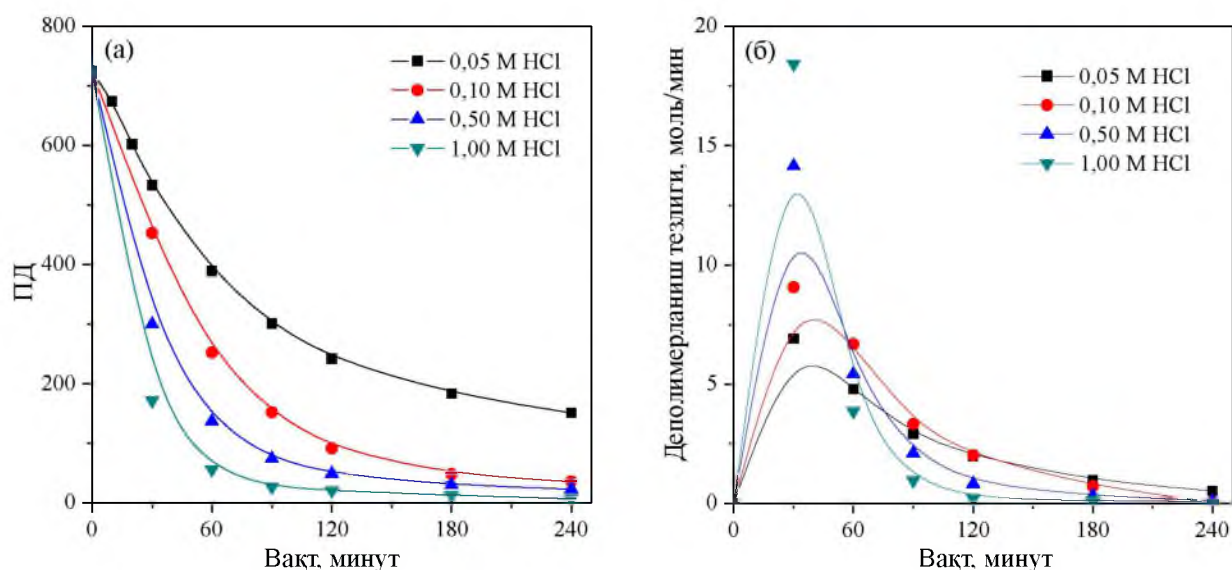 (а)
0,05 М HCl
0,10 М HCl
0,50 М HCl
1,00 М HCl
800
600
400
200
0
ПД
0 60 120 180 240
Вақт, минут
(б)
0,05 М HCl
0,10 М HCl
0,50 М HCl
1,00 М HCl
20
15
10
5
0
Деполимерланиш тезлиги, моль/мин
0 60 120 180 240
Вақт, минут